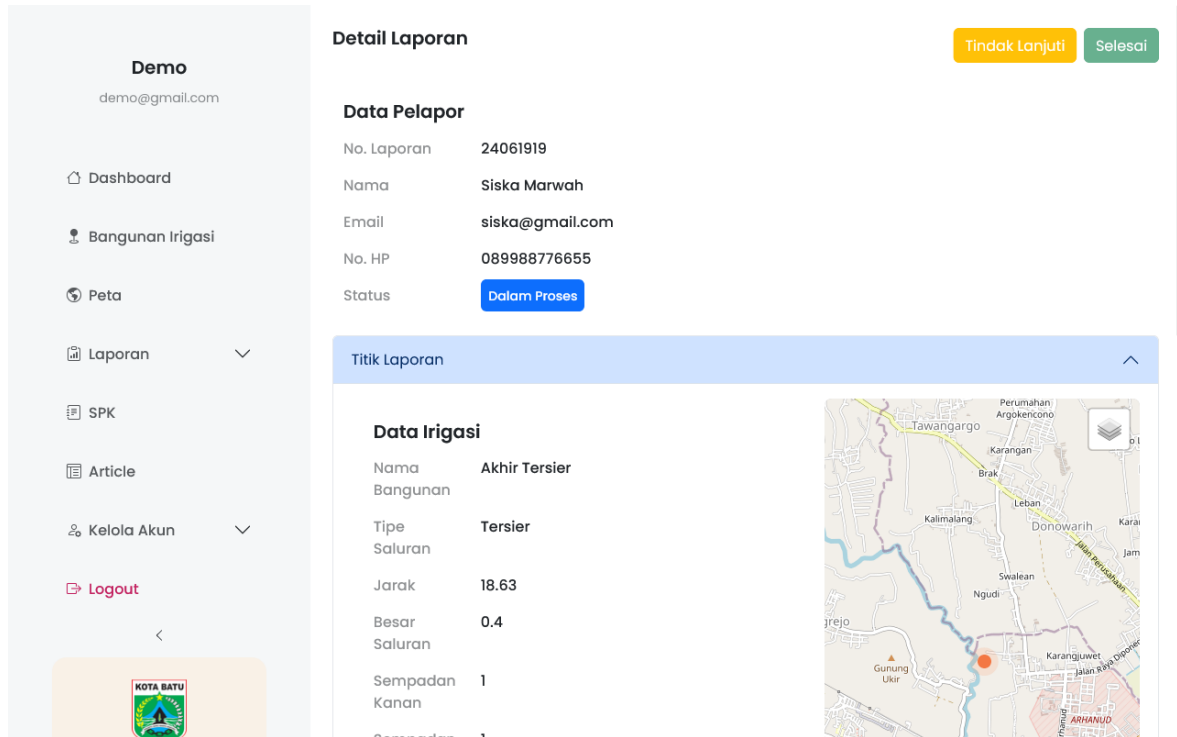 Demo
demo@gmail.com
Dashboard
Bangunan Irigasi
Peta
Laporan
SPK
Article
Kelola Akun
Logout
KOTA BATU
Detail Laporan
Tindak Lanjuti
Selesai
Data Pelapor
No. Laporan 24061919
Nama Siska Marwah
Email siska@gmail.com
No. HP 089988776655
Status Dalam Proses
Titik Laporan
Data Irigasi
Nama Bangunan Akhir Tersier
Tipe Saluran Tersier
Jarak 18.63
Besar Saluran 0.4
Sempadan Kanan 1
Perumahan
Argokencono
Tawangargo
Karangan
Brak
Leban
Kalimalang
Donowarih
Jalan Perusahaan
Swalean
Ngudi
Karangjuwet
Jalan Raya
Gunung
Ukir
ARHANUD